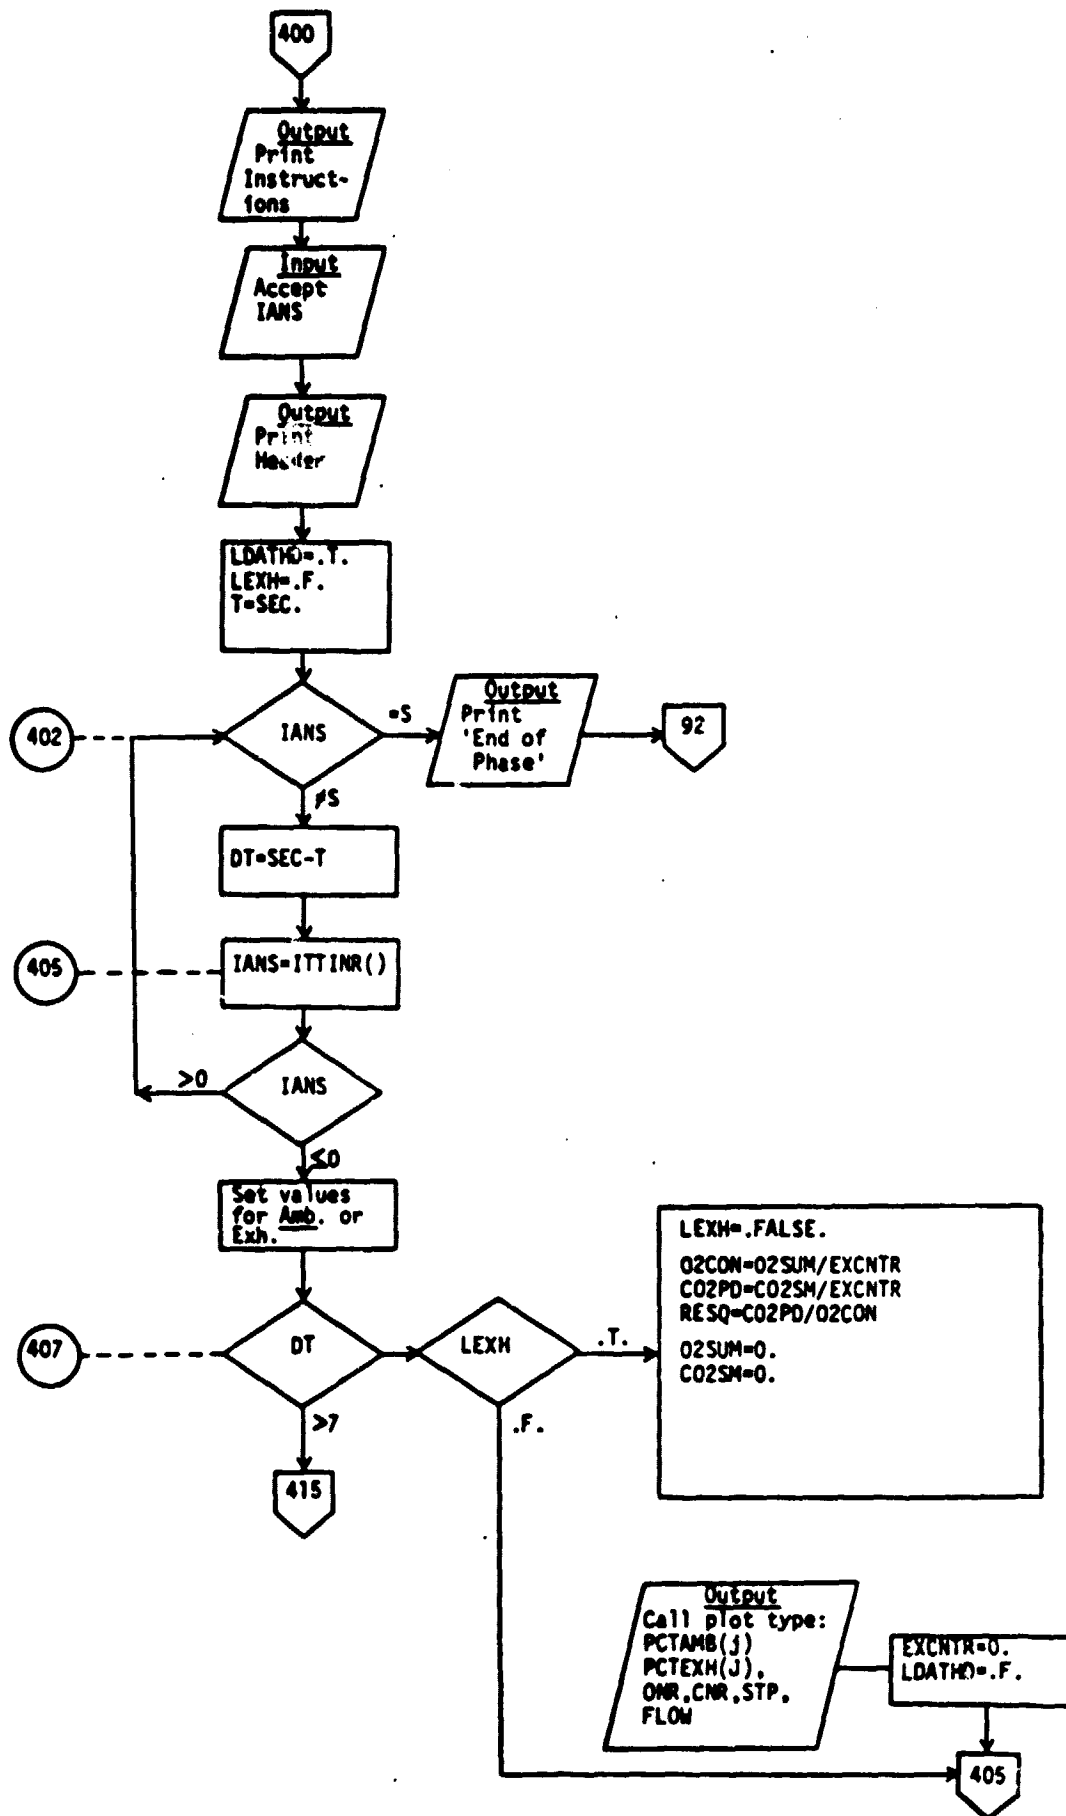 400
Output
Print
Instruct-
ions
Input
Accept
IANS
Output
Print
Header
LDATHD=.T.
LEXH=.F.
T=SEC.
402
IANS
=S
Output
Print
'End of
Phase'
92
≠S
DT=SEC-T
405
IANS=ITTINR()
>0
IANS
≤0
Set values
for Amb. or
Exh.
407
DT
LEXH
.T.
LEXH=.FALSE.
O2CON=O2SUM/EXCNTR
CO2PD=CO2SM/EXCNTR
RESQ=CO2PD/O2CON
O2SUM=0.
CO2SM=0.
>7
.F.
415
Output
Call plot type:
PCTAMB(j)
PCTEXH(J),
ONR,CNR,STP,
FLOW
EXCNTR=0.
LDATHD=.F.
405